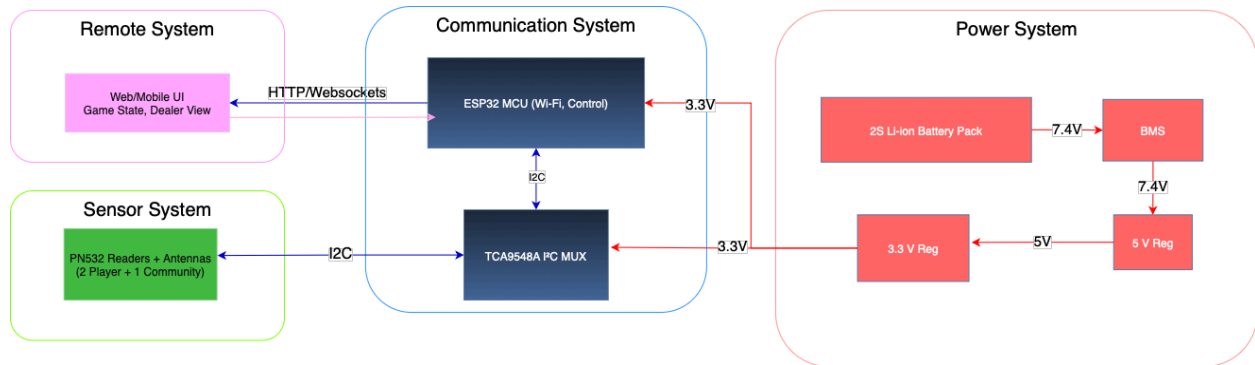 Remote System
Web/Mobile UI
Game State, Dealer View
HTTP/Websockets
Communication System
ESP32 MCU (Wi-Fi, Control)
I2C
TCA9548A I²C MUX
Sensor System
PN532 Readers + Antennas
(2 Player + 1 Community)
I2C
Power System
3.3V
2S Li-ion Battery Pack
7.4V
BMS
7.4V
3.3V
3.3 V Reg
5V
5 V Reg